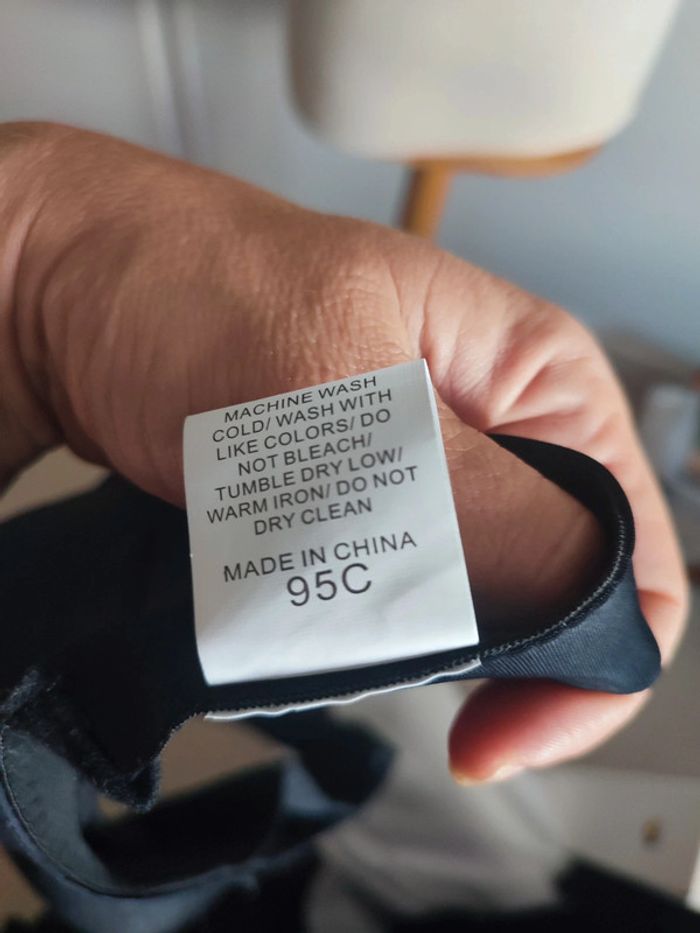 MACHINE WASH
COLD/ WASH WITH
LIKE COLORS/ DO
NOT BLEACH/
TUMBLE DRY LOW/
WARM IRON/ DO NOT
DRY CLEAN
MADE IN CHINA
95C